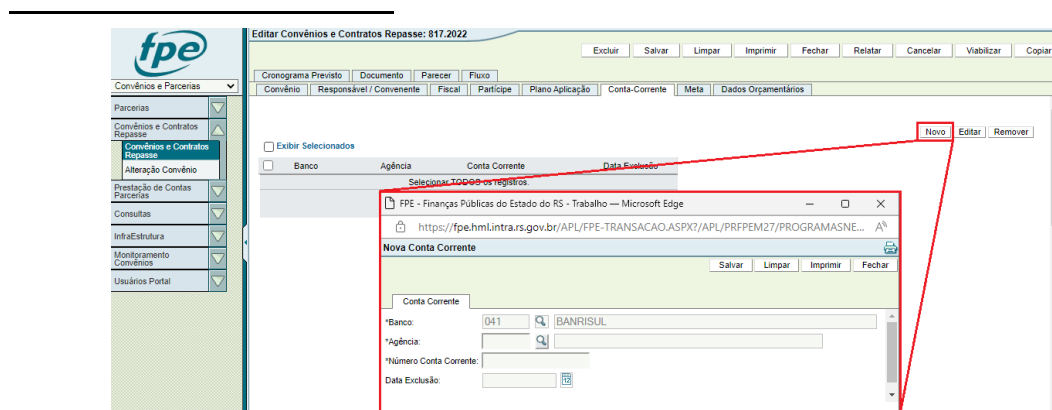 fpe
Editar Convênios e Contratos Repasse: 817.2022
Excluir Salvar Limpar Imprimir Fechar Relatar Cancelar Viabilizar Copiar
Cronograma Previsto Documento Parecer Fluxo
Convênio Responsável / Convenente Fiscal Partícipe Plano Aplicação Conta-Corrente Meta Dados Orçamentários
Convênios e Parcerias
Parcerias
Convênios e Contratos
Repasse
Convênios e Contratos
Repasse
Alteração Convênio
Prestação de Contas
Parcerias
Consultas
InfraEstrutura
Monitoramento
Convênios
Usuários Portal
Novo Editar Remover
Exibir Selecionados
Banco Agência Conta Corrente Data Exclusão
Selecionar TODOS os registros.
FPE - Finanças Públicas do Estado do RS - Trabalho — Microsoft Edge
https://fpe.hml.intra.rs.gov.br/APL/FPE-TRANSACAO.ASPX?/APL/PRFPEM27/PROGRAMASNE...
Nova Conta Corrente
Salvar Limpar Imprimir Fechar
Conta Corrente
*Banco: 041 BANRISUL
*Agência:
*Número Conta Corrente:
Data Exclusão: